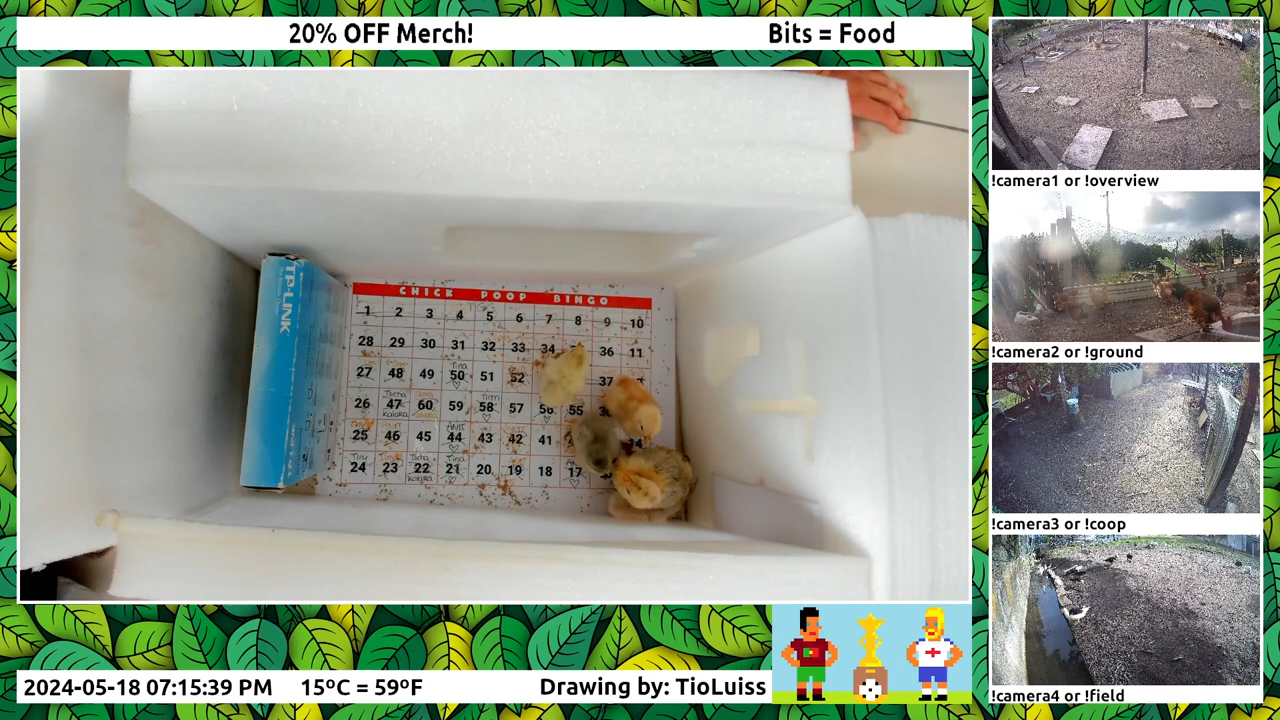 20% OFF Merch!
Bits = Food
TP-LINK
CHICK POOP BINGO
1 2 3 4 5 6 7 8 9 10
28 29 30 31 32 33 34 36 11
27 48 49 50 51 52 37
Tina
26 47 60 59 58 57 56 55
25 46 45 44 43 42 41 14
24 23 22 21 20 19 18 17
Tina
!camera1 or !overview
!camera2 or !ground
!camera3 or !coop
!camera4 or !field
2024-05-18 07:15:39 PM
15ºC = 59ºF
Drawing by: TioLuiss